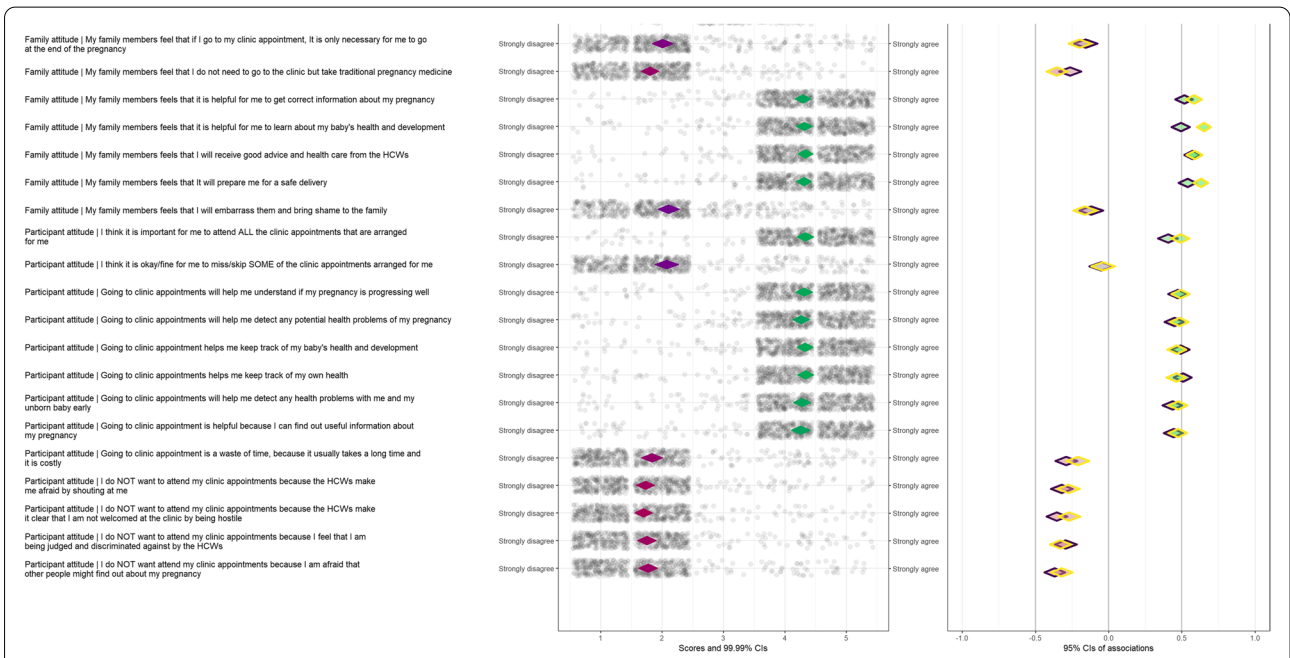 Family attitude | My family members feel that if I go to my clinic appointment, It is only necessary for me to go
at the end of the pregnancy
Strongly disagree
Strongly agree
Family attitude | My family members feel that I do not need to go to the clinic but take traditional pregnancy medicine
Strongly disagree
Strongly agree
Family attitude | My family members feels that it is helpful for me to get correct information about my pregnancy
Strongly disagree
Strongly agree
Family attitude | My family members feels that it is helpful for me to learn about my baby's health and development
Strongly disagree
Strongly agree
Family attitude | My family members feels that I will receive good advice and health care from the HCWs
Strongly disagree
Strongly agree
Family attitude | My family members feels that It will prepare me for a safe delivery
Strongly disagree
Strongly agree
Family attitude | My family members feels that I will embarrass them and bring shame to the family
Strongly disagree
Strongly agree
Participant attitude | I think it is important for me to attend ALL the clinic appointments that are arranged
for me
Strongly disagree
Strongly agree
Participant attitude | I think it is okay/fine for me to miss/skip SOME of the clinic appointments arranged for me
Strongly disagree
Strongly agree
Participant attitude | Going to clinic appointments will help me understand if my pregnancy is progressing well
Strongly disagree
Strongly agree
Participant attitude | Going to clinic appointments will help me detect any potential health problems of my pregnancy
Strongly disagree
Strongly agree
Participant attitude | Going to clinic appointment helps me keep track of my baby's health and development
Strongly disagree
Strongly agree
Participant attitude | Going to clinic appointments helps me keep track of my own health
Strongly disagree
Strongly agree
Participant attitude | Going to clinic appointments will help me detect any health problems with me and my
unborn baby early
Strongly disagree
Strongly agree
Participant attitude | Going to clinic appointment is helpful because I can find out useful information about
my pregnancy
Strongly disagree
Strongly agree
Participant attitude | Going to clinic appointment is a waste of time, because it usually takes a long time and
it is costly
Strongly disagree
Strongly agree
Participant attitude | I do NOT want to attend my clinic appointments because the HCWs make
me afraid by shouting at me
Strongly disagree
Strongly agree
Participant attitude | I do NOT want to attend my clinic appointments because the HCWs make
it clear that I am not welcomed at the clinic by being hostile
Strongly disagree
Strongly agree
Participant attitude | I do NOT want to attend my clinic appointments because I feel that I am
being judged and discriminated against by the HCWs
Strongly disagree
Strongly agree
Participant attitude | I do NOT want attend my clinic appointments because I am afraid that
other people might find out about my pregnancy
Strongly disagree
Strongly agree
1 2 3 4 5
Scores and 99.99% CIs
-1.0 -0.5 0.0 0.5 1.0
95% CIs of associations